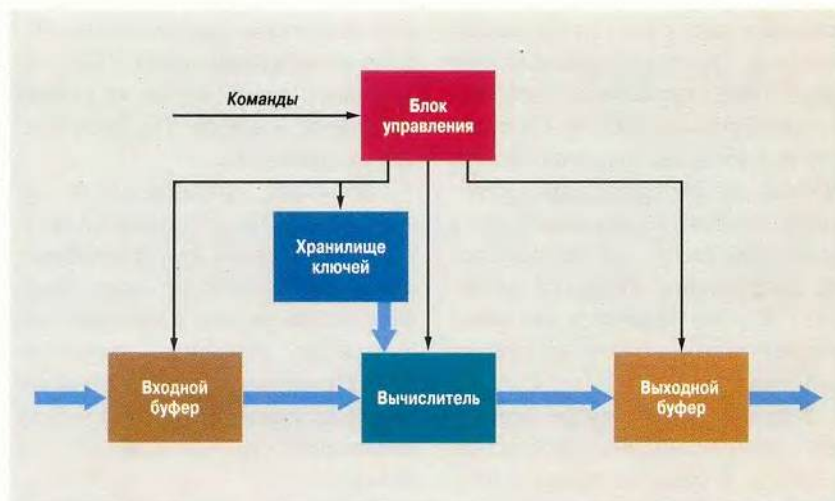 Команды
Блок
управления
Хранилище
ключей
Входной
буфер
Вычислитель
Выходной
буфер